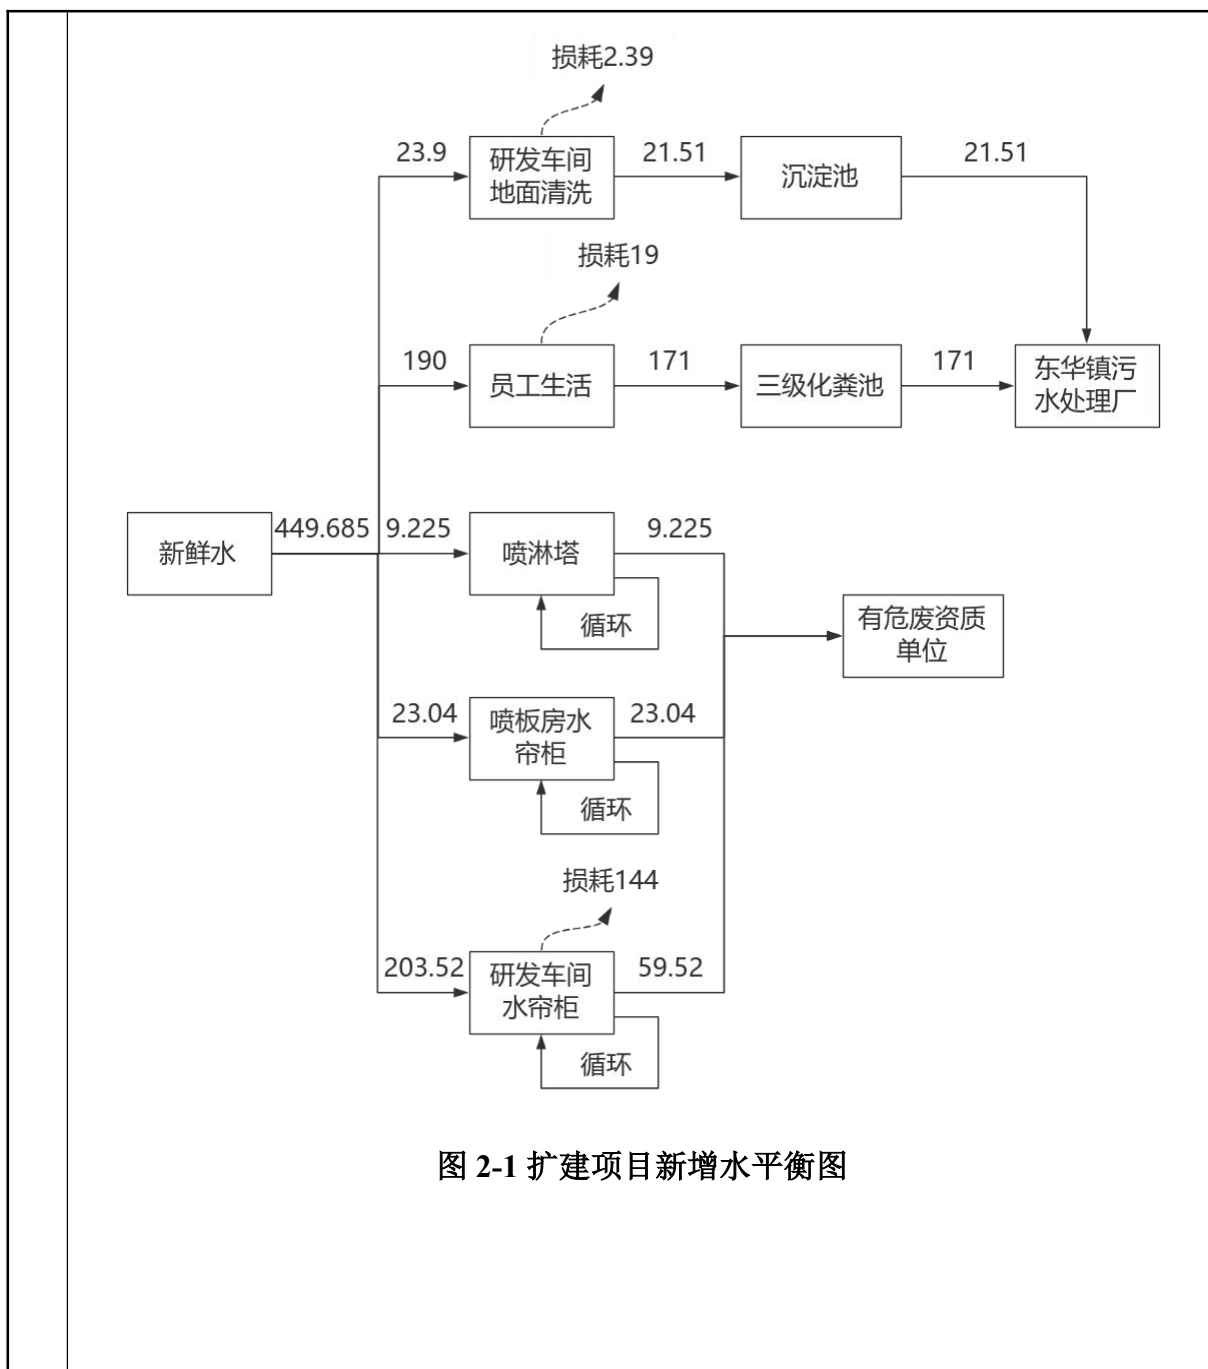 损耗2.39
23.9
研发车间
地面清洗
21.51
沉淀池
21.51
损耗19
190
员工生活
171
三级化粪池
171
东华镇污
水处理厂
新鲜水
449.685
9.225
喷淋塔
9.225
循环
有危废资质
单位
23.04
喷板房水
帘柜
23.04
循环
损耗144
203.52
研发车间
水帘柜
59.52
循环
图 2-1 扩建项目新增水平衡图